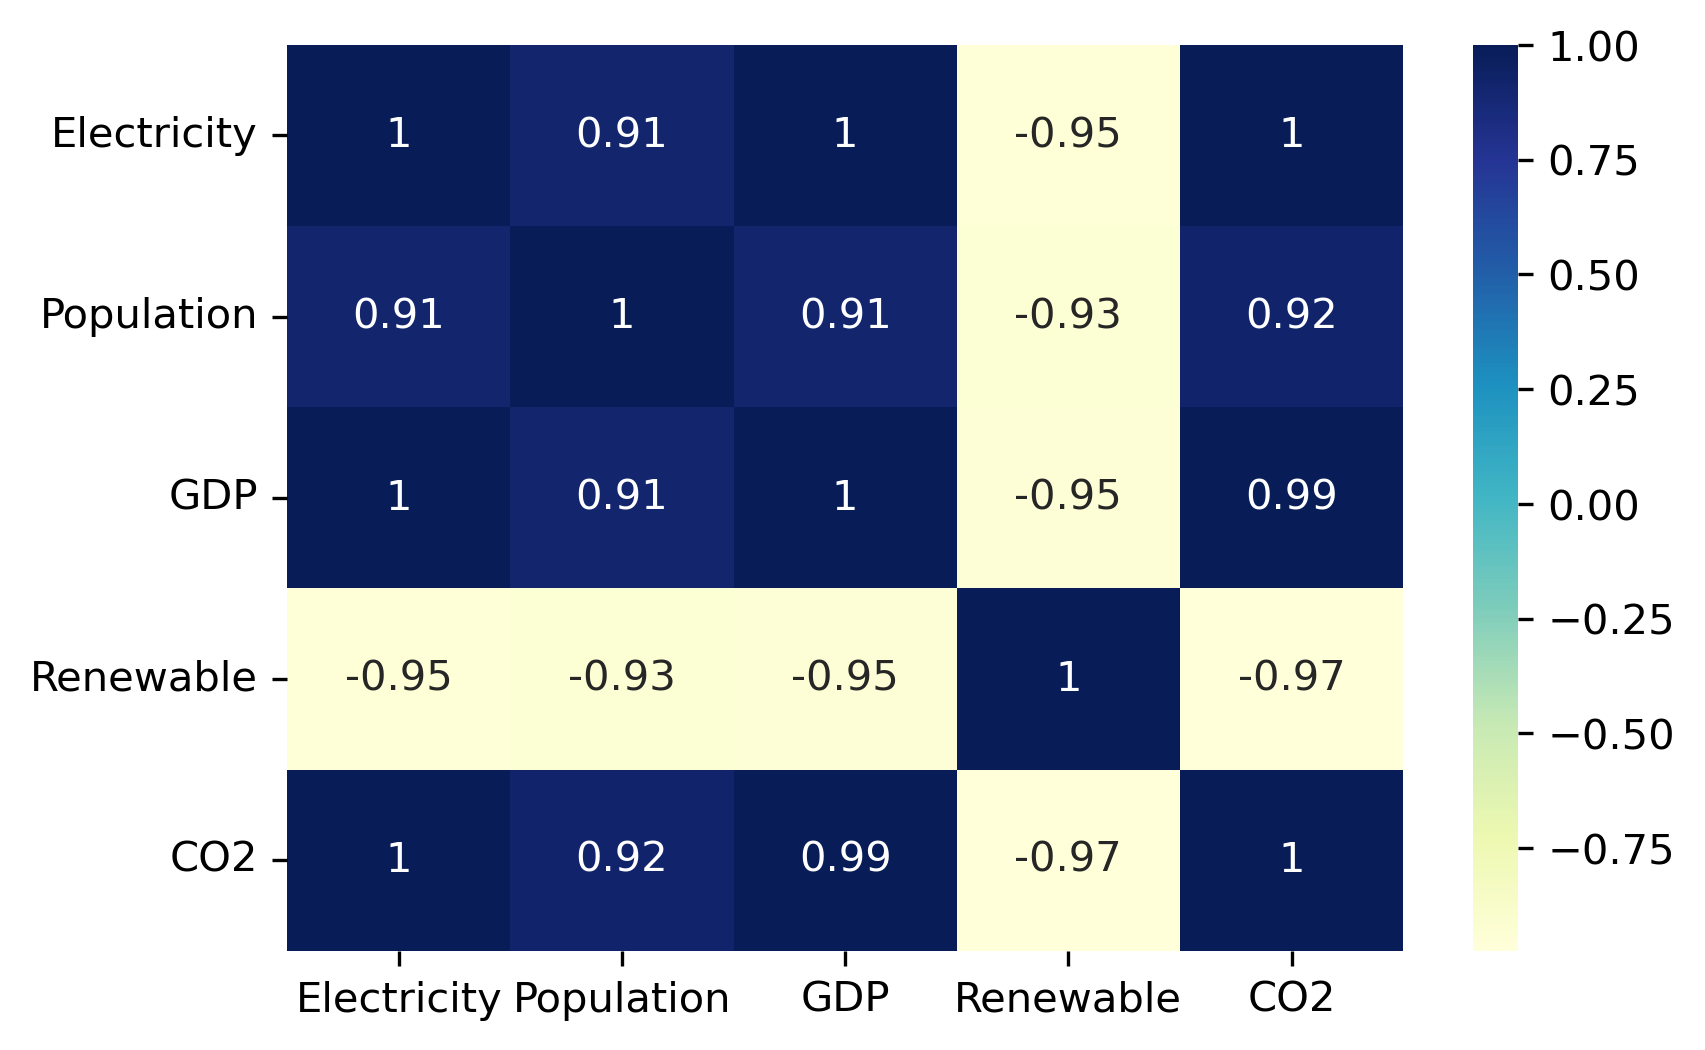 Electricity 1 0.91 1 -0.95 1
Population 0.91 1 0.91 -0.93 0.92
GDP 1 0.91 1 -0.95 0.99
Renewable -0.95 -0.93 -0.95 1 -0.97
CO2 1 0.92 0.99 -0.97 1
Electricity Population GDP Renewable CO2
1.00
0.75
0.50
0.25
0.00
−0.25
−0.50
−0.75